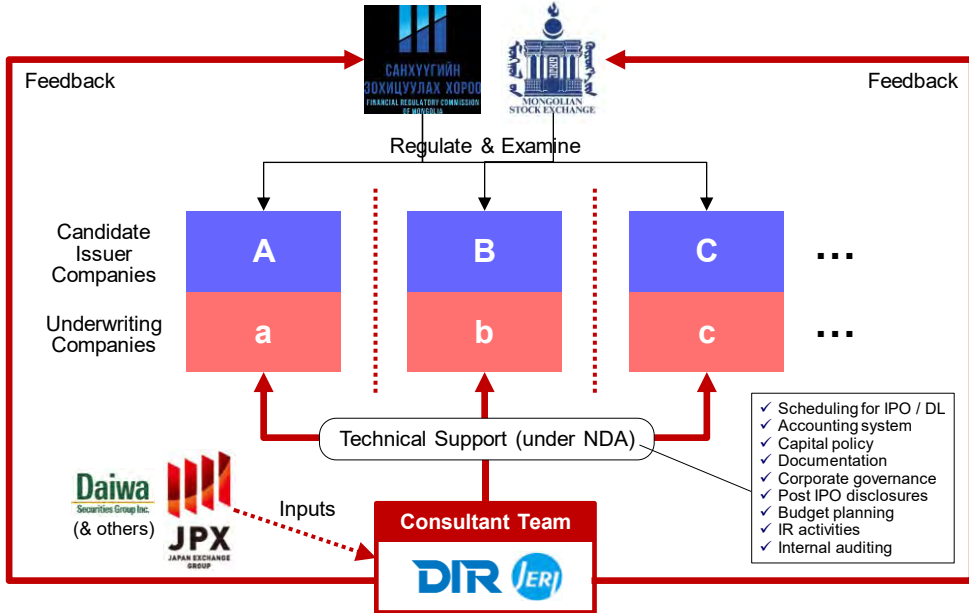 Feedback
САНХҮҮГИЙН
ЗОХИЦУУЛАХ ХОРОО
FINANCIAL REGULATORY COMMISSION
OF MONGOLIA
MONGOLIAN
STOCK EXCHANGE
Feedback
Regulate & Examine
Candidate
Issuer
Companies
A
B
C
...
Underwriting
Companies
a
b
c
...
Technical Support (under NDA)
✓ Scheduling for IPO / DL
✓ Accounting system
✓ Capital policy
✓ Documentation
✓ Corporate governance
✓ Post IPO disclosures
✓ Budget planning
✓ IR activities
✓ Internal auditing
Daiwa
Securities Group Inc.
(& others)
JPX
JAPAN EXCHANGE
GROUP
Inputs
Consultant Team
DIR
JERI